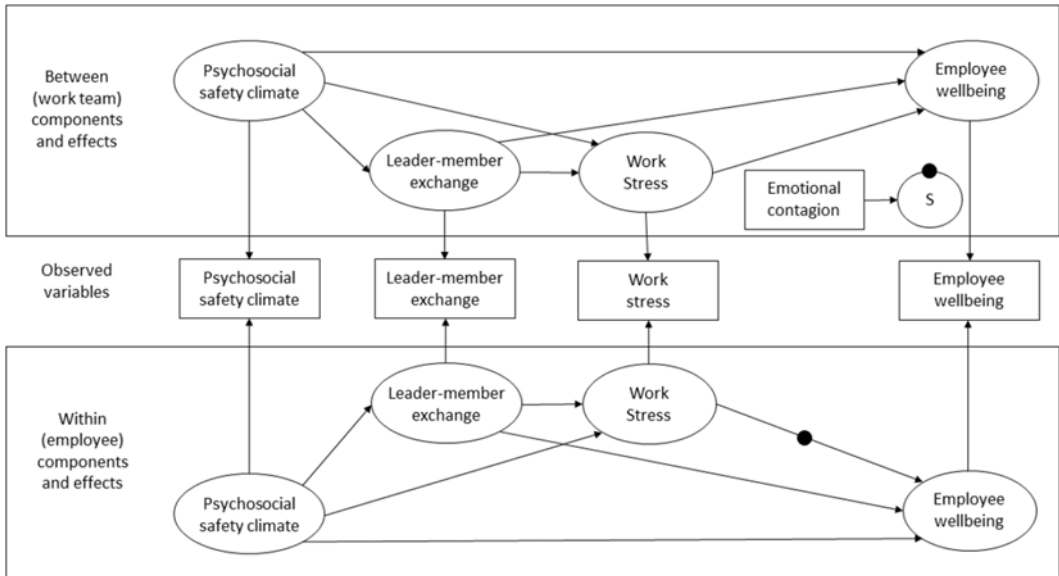 Between
(work team)
components
and effects
Psychosocial
safety climate
Employee
wellbeing
Leader-member
exchange
Work
Stress
Emotional
contagion
S
Observed
variables
Psychosocial
safety climate
Leader-member
exchange
Work
stress
Employee
wellbeing
Within
(employee)
components
and effects
Leader-member
exchange
Work
Stress
Psychosocial
safety climate
Employee
wellbeing